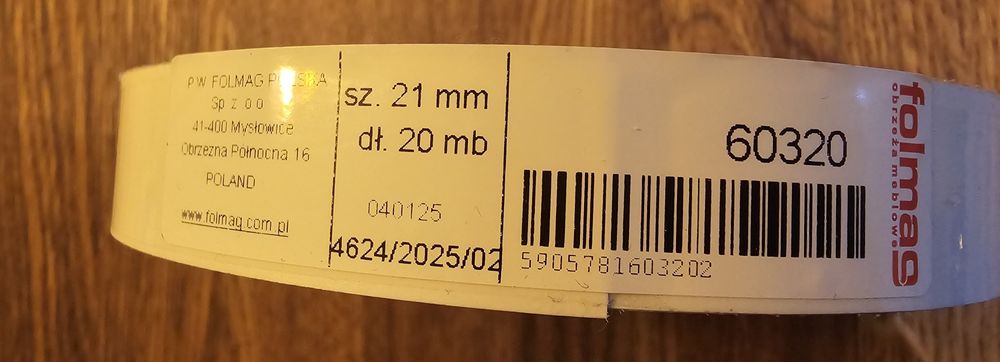 P.W. FOLMAG POLSKA
Sp z o o
41-400 Mysłowice
Obrzeżna Północna 16
POLAND
www.folmag.com.pl
sz. 21 mm
dł. 20 mb
040125
4624/2025/02
60320
5905781603202
folmag
obrzeża meblowe